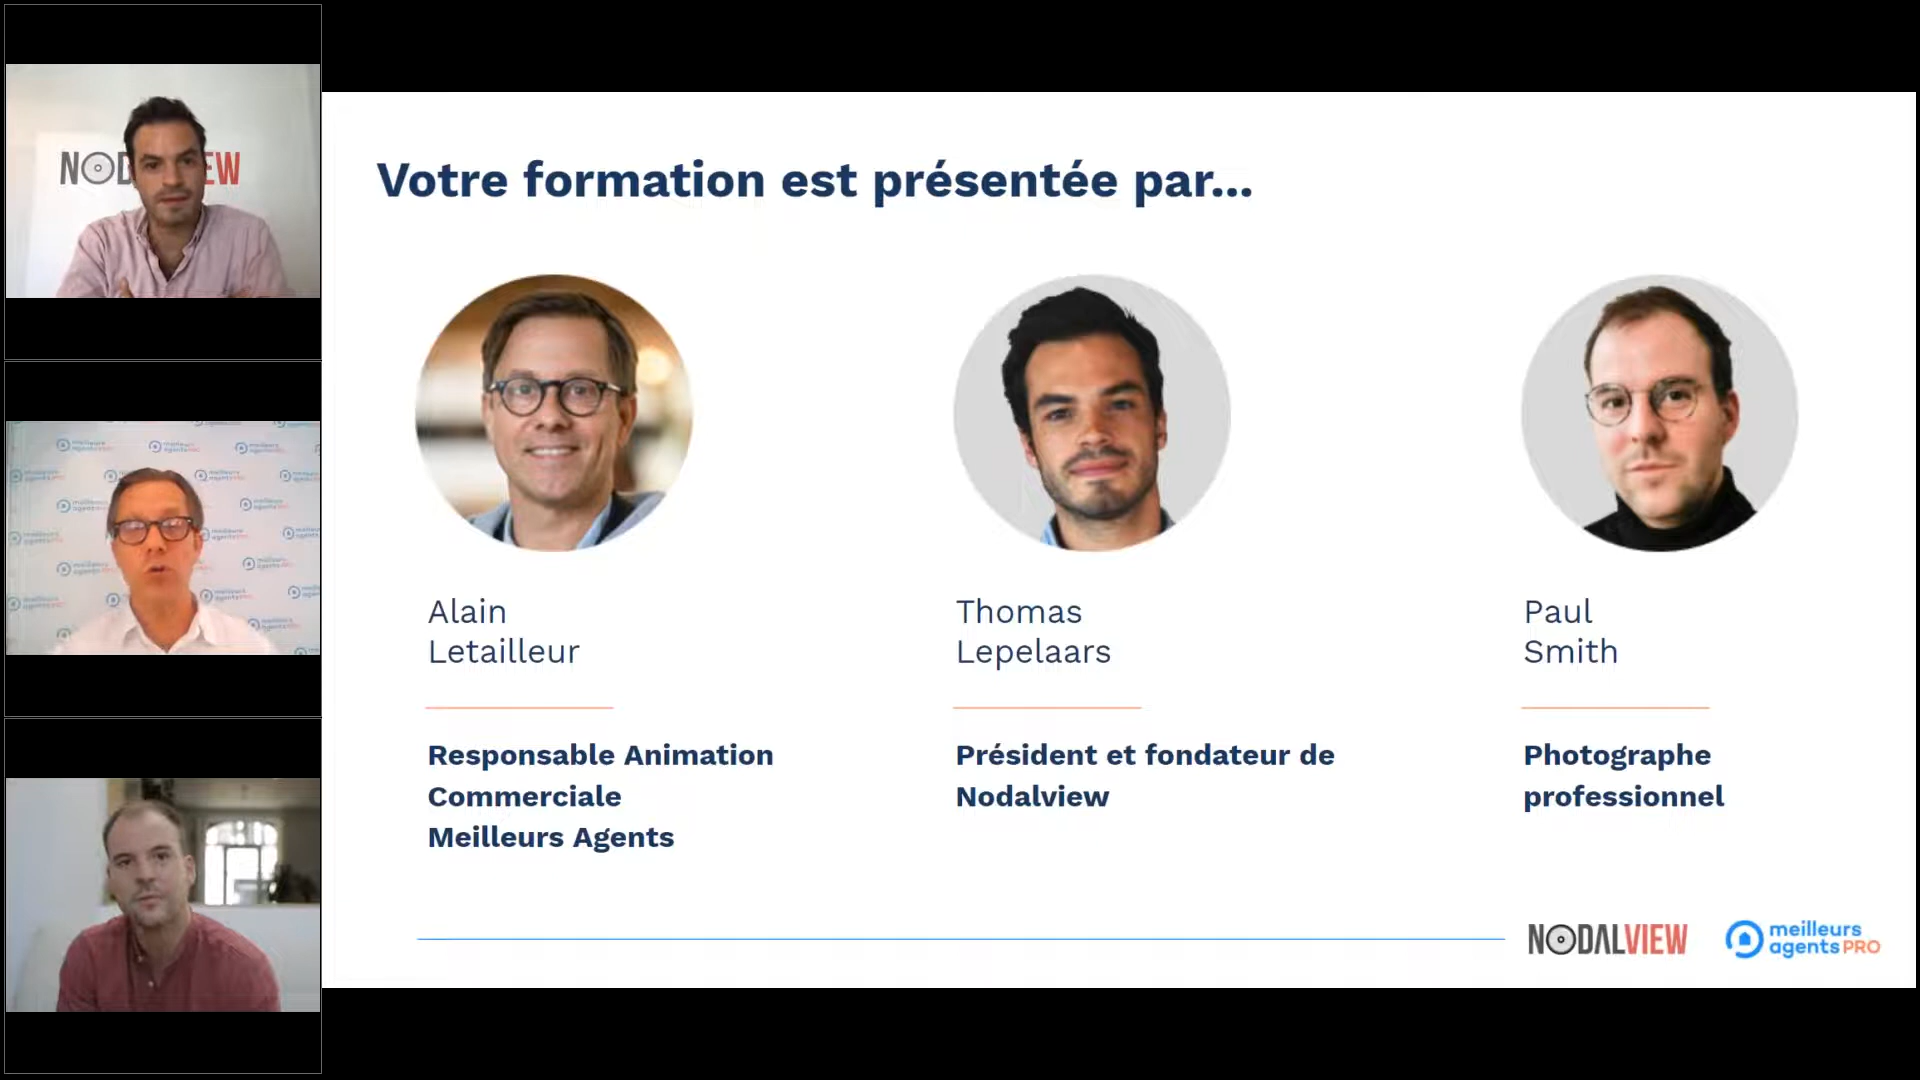 Votre formation est présentée par...
Alain
Letailleur
Responsable Animation
Commerciale
Meilleurs Agents
Thomas
Lepelaars
Président et fondateur de
Nodalview
Paul
Smith
Photographe
professionnel
NODALVIEW
meilleurs
agents PRO